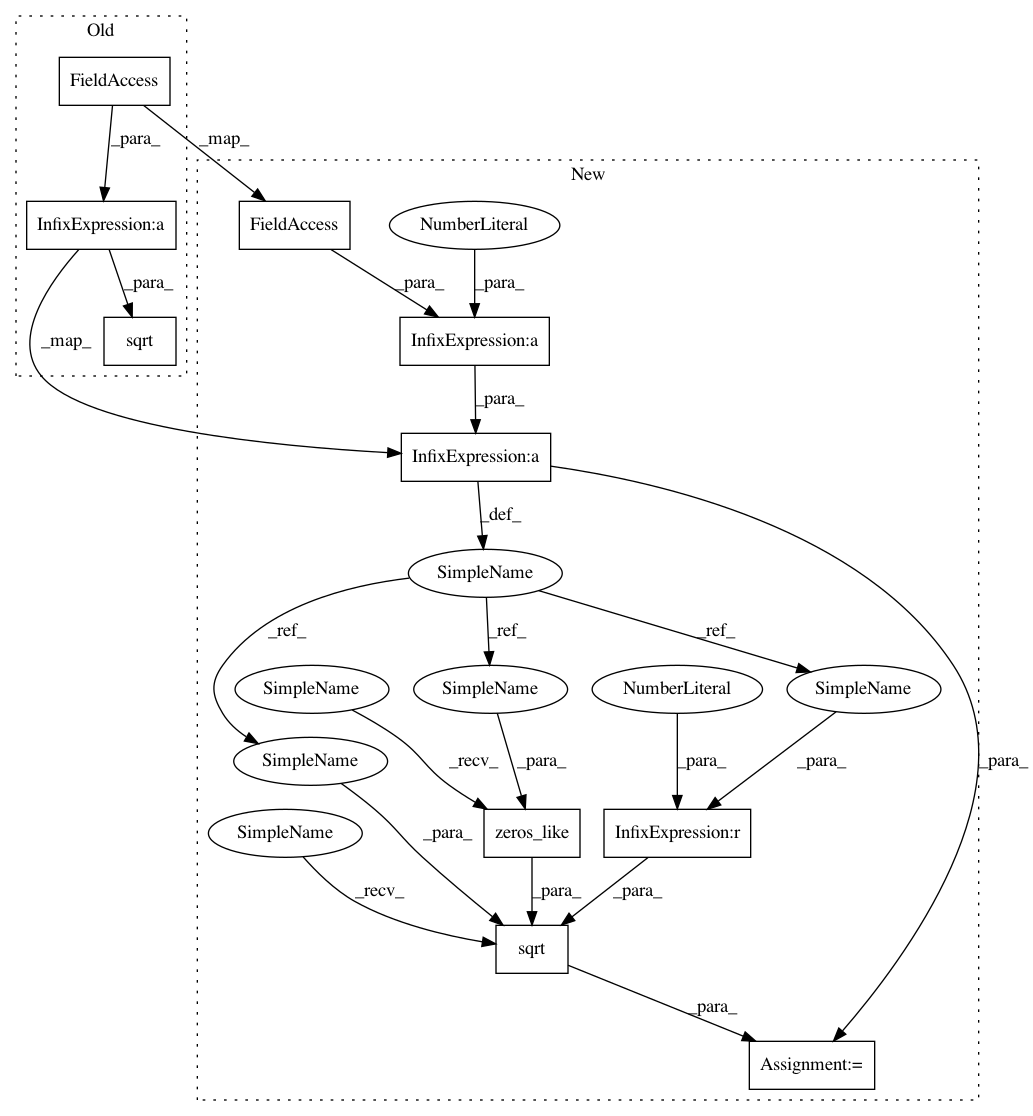 Old
FieldAccess
_para_
_map_
New
InfixExpression:a
FieldAccess
NumberLiteral
_para_
_para_
_para_
_map_
sqrt
InfixExpression:a
_para_
InfixExpression:a
_def_
SimpleName
_ref_
_ref_
_ref_
SimpleName
SimpleName
NumberLiteral
SimpleName
SimpleName
_recv_
_para_
_para_
_para_
_para_
SimpleName
_para_
zeros_like
InfixExpression:r
_recv_
_para_
_para_
sqrt
_para_
Assignment:=